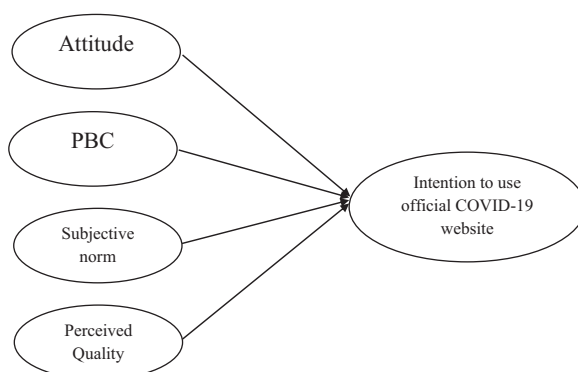 Attitude
PBC
Subjective
norm
Perceived
Quality
Intention to use
official COVID-19
website